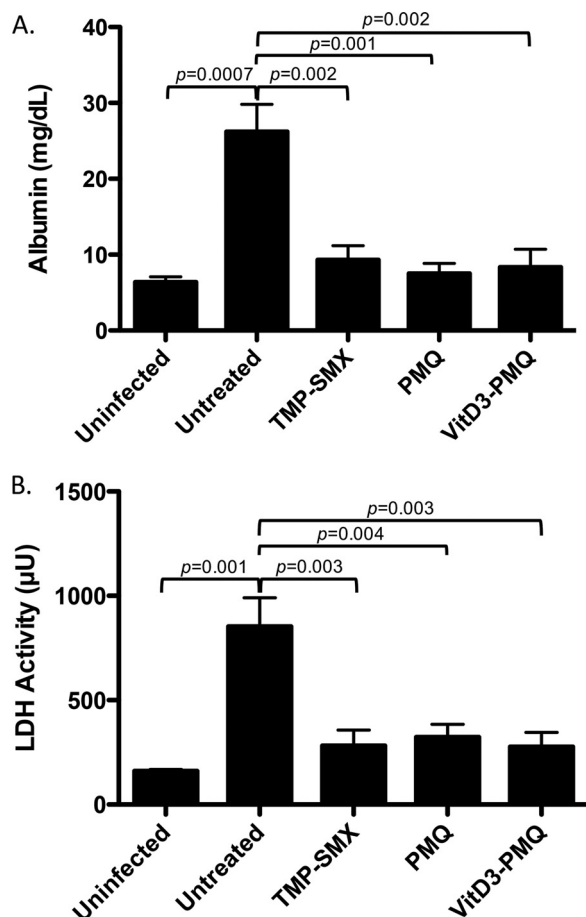 A.
Albumin (mg/dL)
40
30
20
10
0
p=0.002
p=0.001
p=0.0007
p=0.002
Uninfected
Untreated
TMP-SMX
PMQ
VitD3-PMQ
B.
LDH Activity (µU)
1500
1000
500
0
p=0.003
p=0.004
p=0.001
p=0.003
Uninfected
Untreated
TMP-SMX
PMQ
VitD3-PMQ